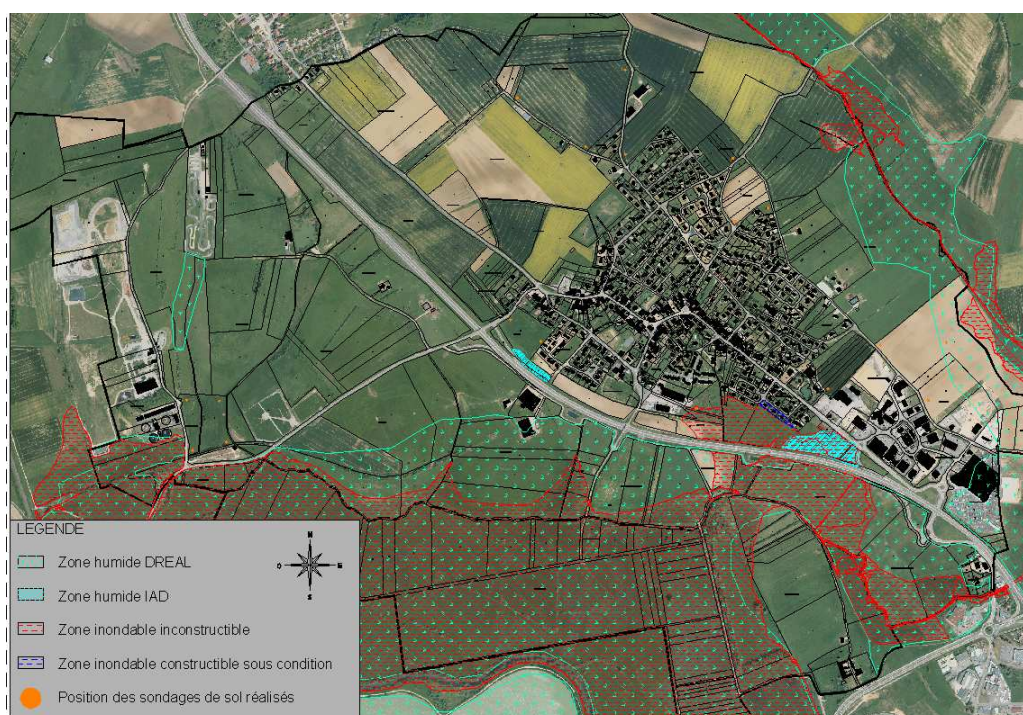 LEGENDE
N
O
E
S
Zone humide DREAL
Zone humide IAD
Zone inondable inconstructible
Zone inondable constructible sous condition
Position des sondages de sol réalisés